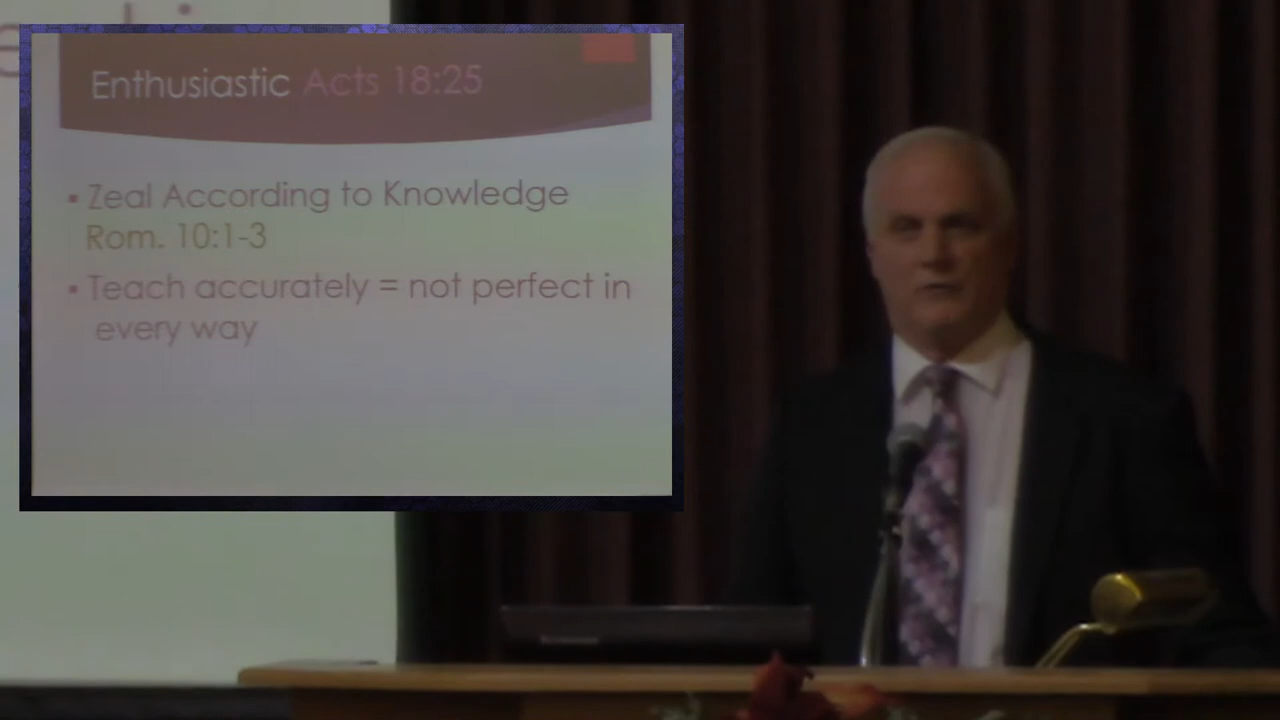 Enthusiastic Acts 18:25
▪ Zeal According to Knowledge
Rom. 10:1-3
▪ Teach accurately = not perfect in
every way